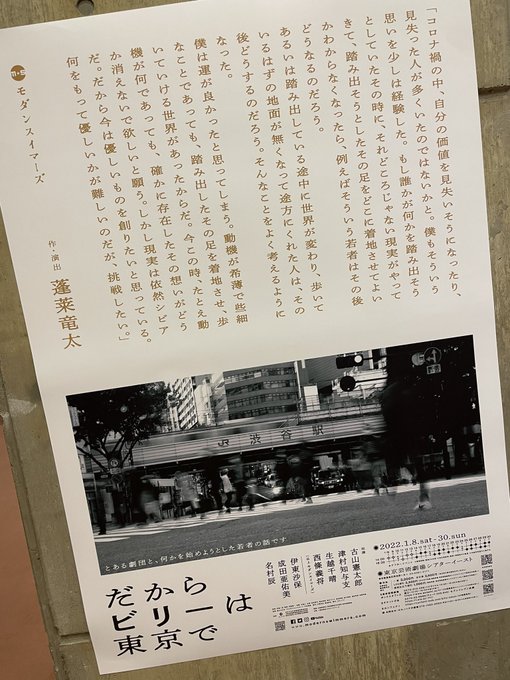 「コロナ禍の中、自分の価値を見失いそうになったり、
見失った人が多くいたのではないかと。僕もそういう
思いを少しは経験した。もし誰かが何かを踏み出そう
としていたその時に、それどころじゃない現実がやって
きて、踏み出そうとしたその足をどこに着地させてよい
かわからなくなったら、例えばそういう若者はその後
どうなるのだろう。
あるいは踏み出している途中に世界が変わり、歩いて
いるはずの地面が無くなって途方にくれた人は、その
後どうするのだろう。そんなことをよく考えるように
なった。
僕は運が良かったと思ってしまう。動機が希薄で些細
なことであっても、踏み出したその足を着地させ、歩
いていける世界があったからだ。今この時、たとえ動
機が何であっても、確かに存在したその想いがどう
か消えないで欲しいと願う。しかし現実は依然シビア
だ。だから今は優しいものを創りたいと思っている。
何をもって優しいかが難しいのだが、挑戦したい。」
作・演出 蓬莱竜太
モダンスイマーズ
JR 渋谷駅
とある劇団と、何かを始めようとした若者の話です
だから
ビリーは
東京で
古山憲太郎
津村知与支
生越千晴
西條義将
伊東沙保
成田亜佑美
名村辰
2022.1.8.sat-30.sun
東京芸術劇場シアターイースト
www.modernswimmers.com